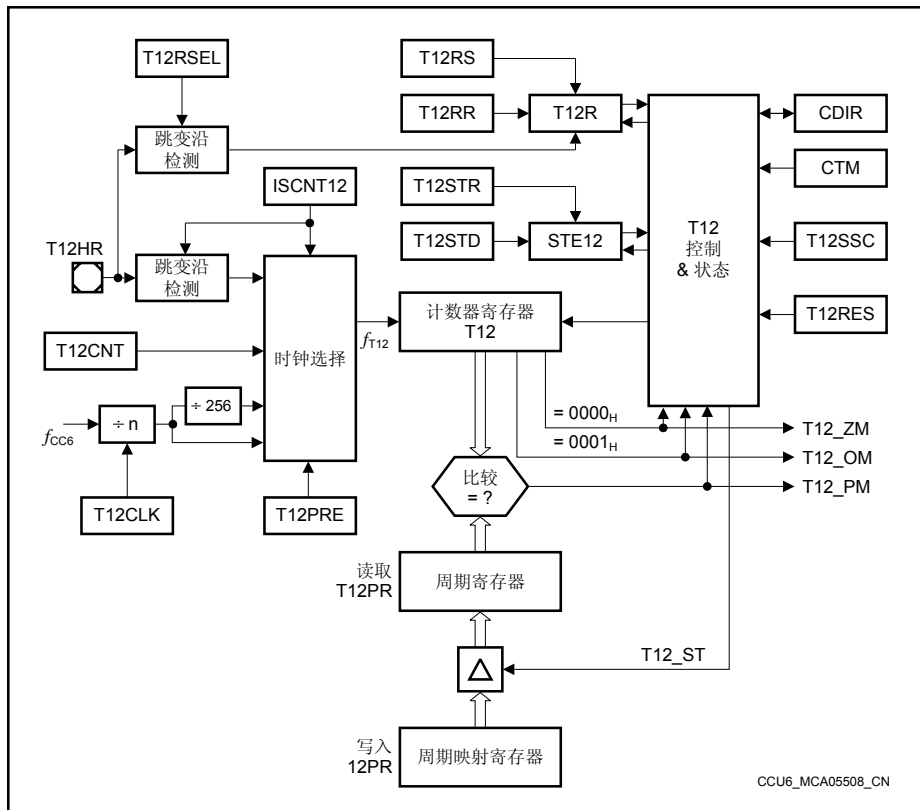 T12RSEL
T12RS
T12RR
T12R
CDIR
跳变沿
检测
CTM
ISCNT12
T12STR
T12
控制
& 状态
T12HR
T12STD
STE12
T12SSC
跳变沿
检测
T12RES
计数器寄存器
T12
T12CNT
时钟选择
fT12
÷ 256
= 0000H
T12_ZM
fCC6
÷ n
= 0001H
T12_OM
比较
= ?
T12_PM
T12CLK
T12PRE
读取
T12PR
周期寄存器
T12_ST
写入
12PR
周期映射寄存器
CCU6_MCA05508_CN